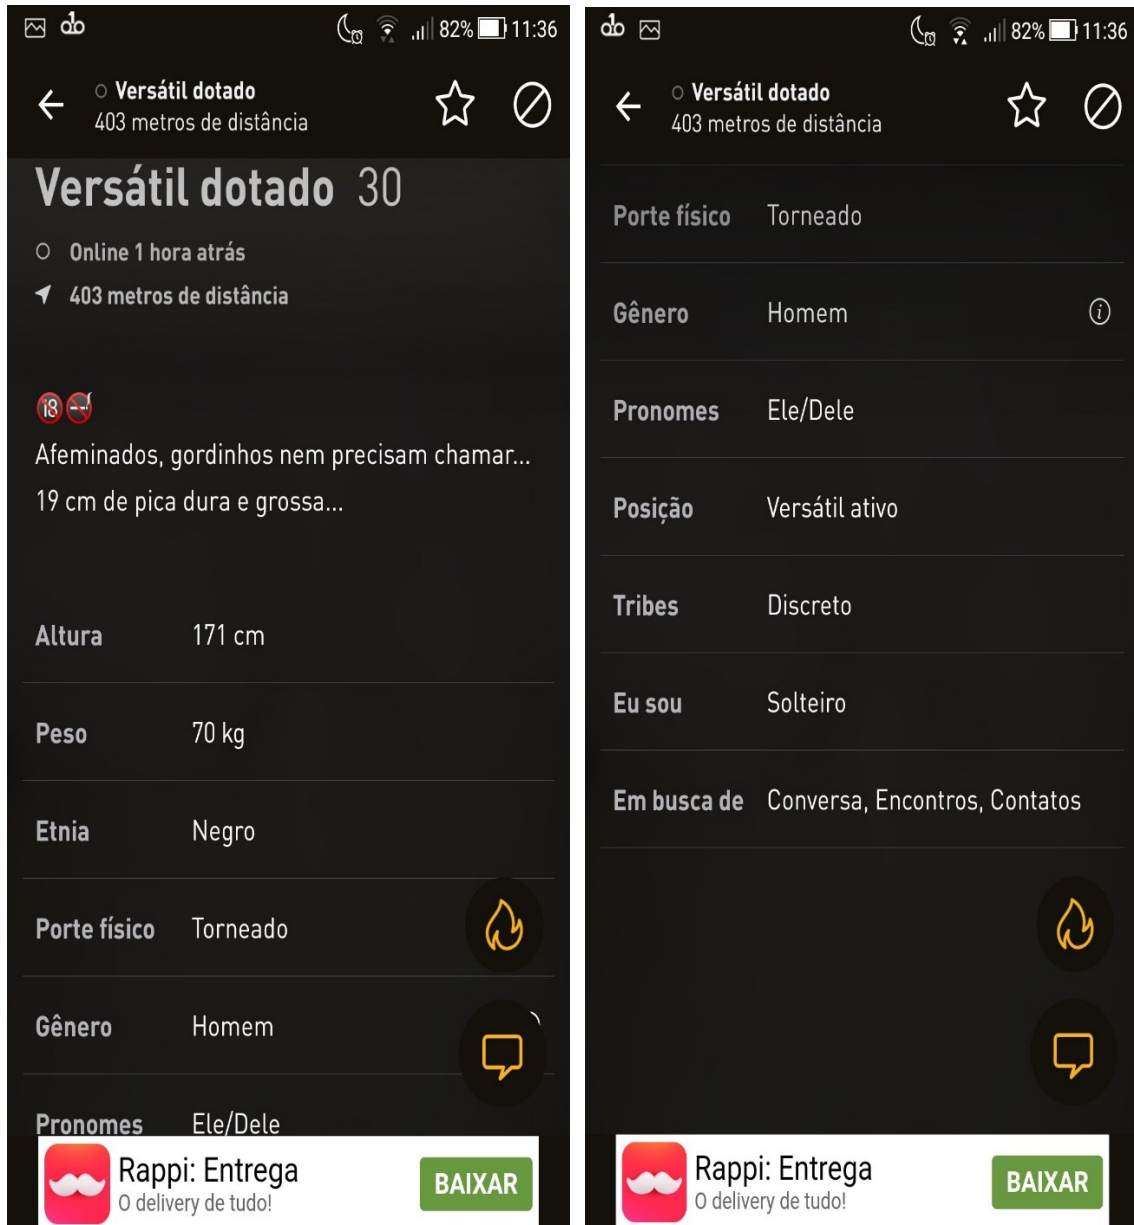 82% 11:36
Versátil dotado
403 metros de distância
Versátil dotado 30
Online 1 hora atrás
403 metros de distância
Afeminados, gordinhos nem precisam chamar...
19 cm de pica dura e grossa...
Altura 171 cm
Peso 70 kg
Etnia Negro
Porte físico Torneado
Gênero Homem
Pronomes Ele/Dele
Rappi: Entrega
O delivery de tudo!
BAIXAR
82% 11:36
Versátil dotado
403 metros de distância
Porte físico Torneado
Gênero Homem
Pronomes Ele/Dele
Posição Versátil ativo
Tribes Discreto
Eu sou Solteiro
Em busca de Conversa, Encontros, Contatos
Rappi: Entrega
O delivery de tudo!
BAIXAR